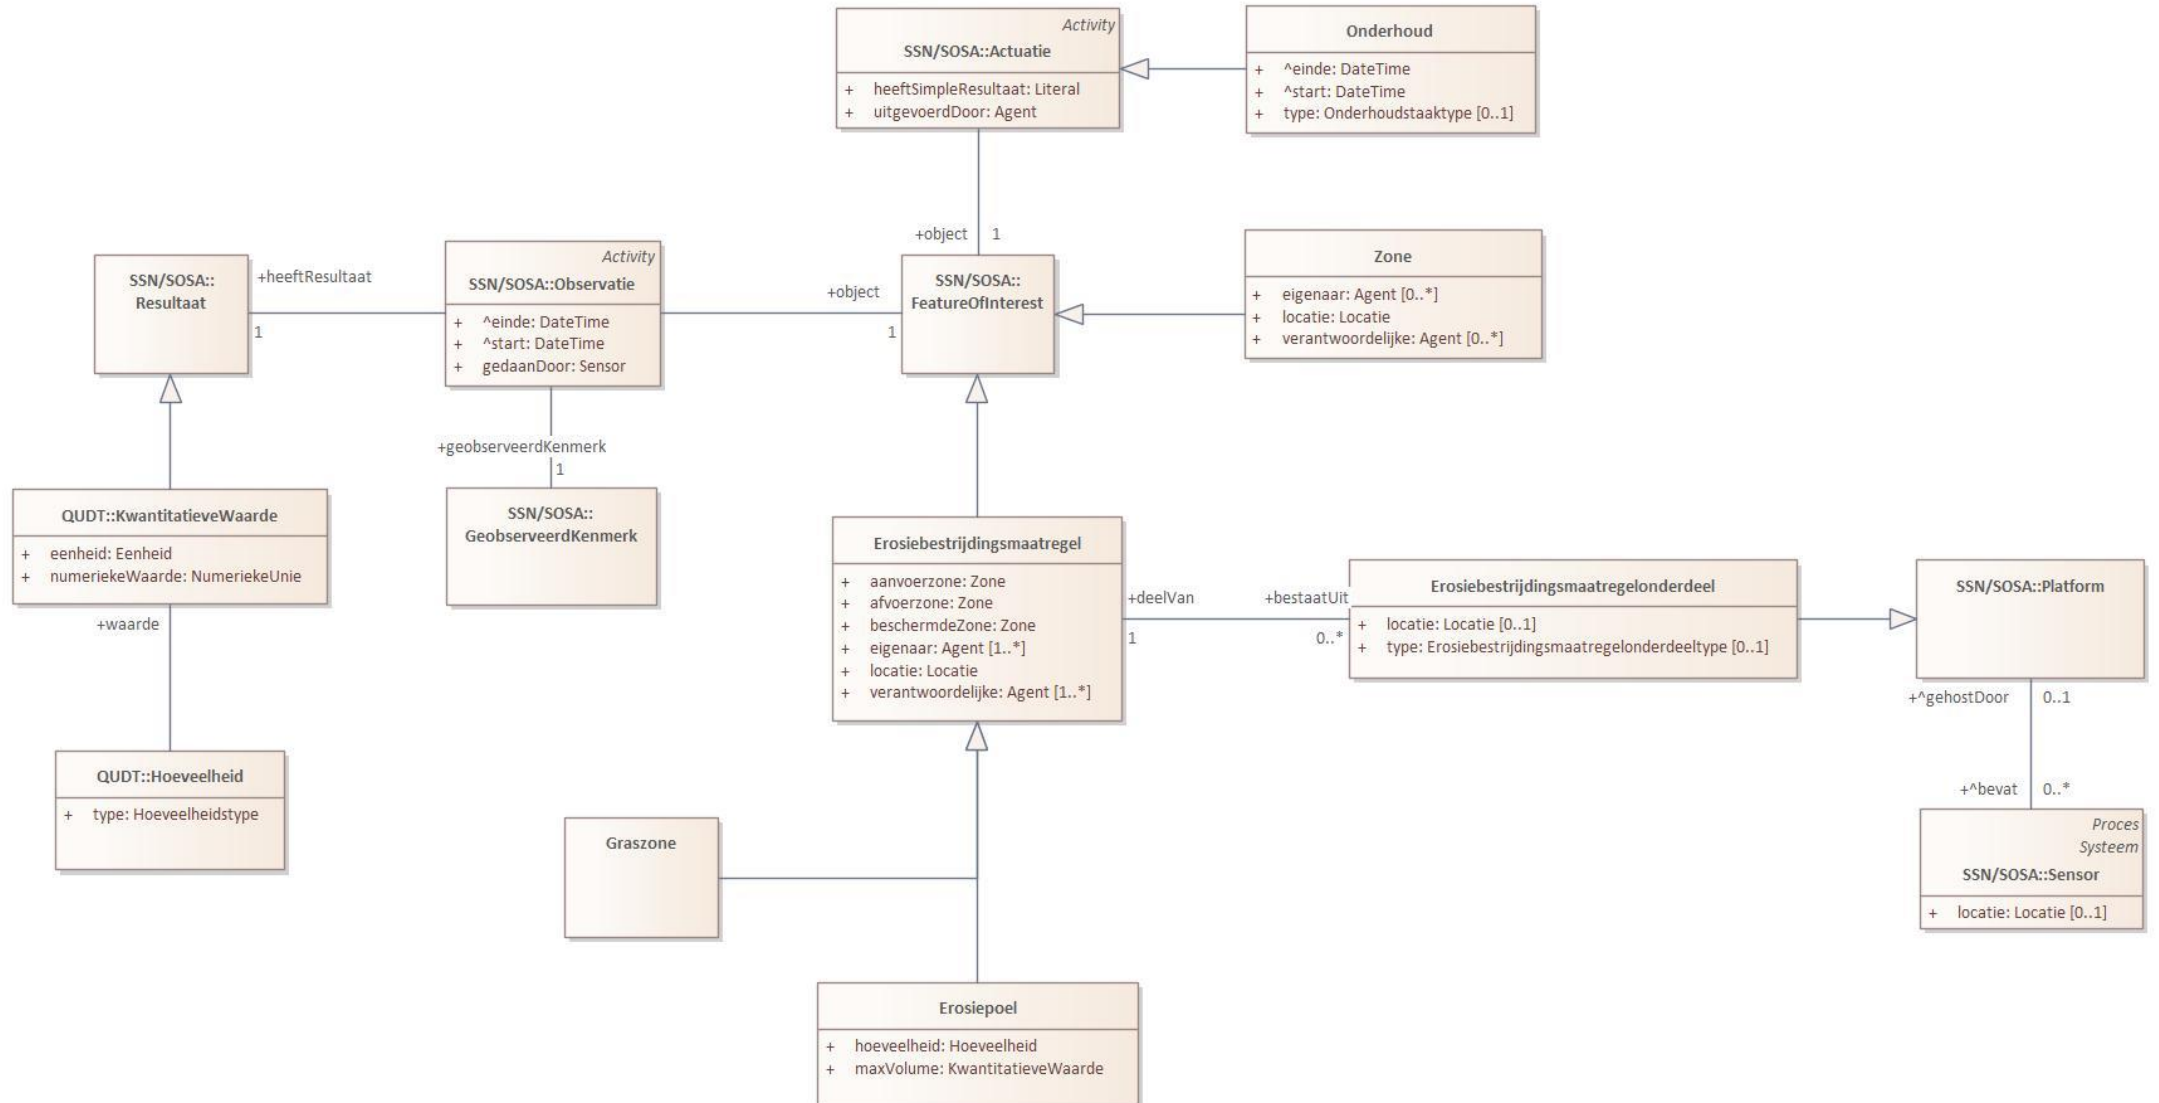 Activity
SSN/SOSA::Actuatie
+ heeftSimpleResultaat: Literal
+ uitgevoerdDoor: Agent
Onderhoud
+ ^einde: DateTime
+ ^start: DateTime
+ type: Onderhoudstaaktype [0..1]
+object 1
SSN/SOSA::
Resultaat
+heeftResultaat
1
Activity
SSN/SOSA::Observatie
+ ^einde: DateTime
+ ^start: DateTime
+ gedaanDoor: Sensor
+object
1
SSN/SOSA::
FeatureOfInterest
Zone
+ eigenaar: Agent [0..*]
+ locatie: Locatie
+ verantwoordelijke: Agent [0..*]
+geobserveerdKenmerk
1
QUDT::KwantitatieveWaarde
+ eenheid: Eenheid
+ numeriekeWaarde: NumeriekeUnie
SSN/SOSA::
GeobserveerdKenmerk
Erosiebestrijdingsmaatregel
+ aanvoerzone: Zone
+ afvoerzone: Zone
+ beschermdeZone: Zone
+ eigenaar: Agent [1..*]
+ locatie: Locatie
+ verantwoordelijke: Agent [1..*]
+deelVan
1
+bestaatUit
0..*
Erosiebestrijdingsmaatregelonderdeel
+ locatie: Locatie [0..1]
+ type: Erosiebestrijdingsmaatregelonderdeeltype [0..1]
SSN/SOSA::Platform
+waarde
+^gehostDoor 0..1
QUDT::Hoeveelheid
+ type: Hoeveelheidstype
+^bevat 0..*
Graszone
Proces
Systeem
SSN/SOSA::Sensor
+ locatie: Locatie [0..1]
Erosiepoel
+ hoeveelheid: Hoeveelheid
+ maxVolume: KwantitatieveWaarde